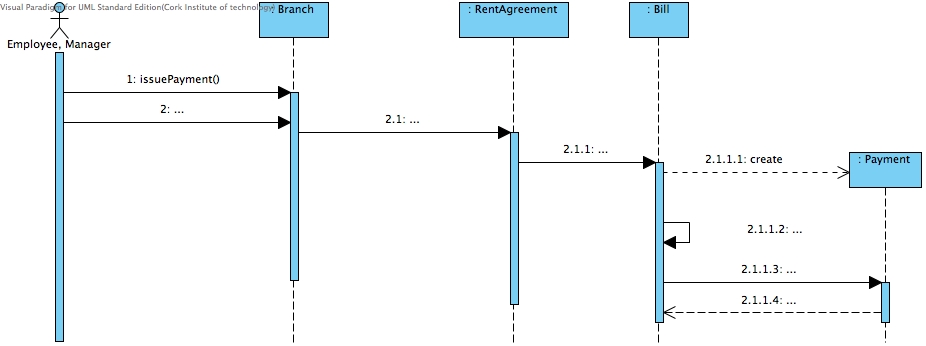 Visual Paradigm for UML Standard Edition(Cork Institute of technology)
: Branch
: RentAgreement
: Bill
Employee, Manager
1: issuePayment()
2: ...
2.1: ...
2.1.1: ...
2.1.1.1: create
: Payment
2.1.1.2: ...
2.1.1.3: ...
2.1.1.4: ...